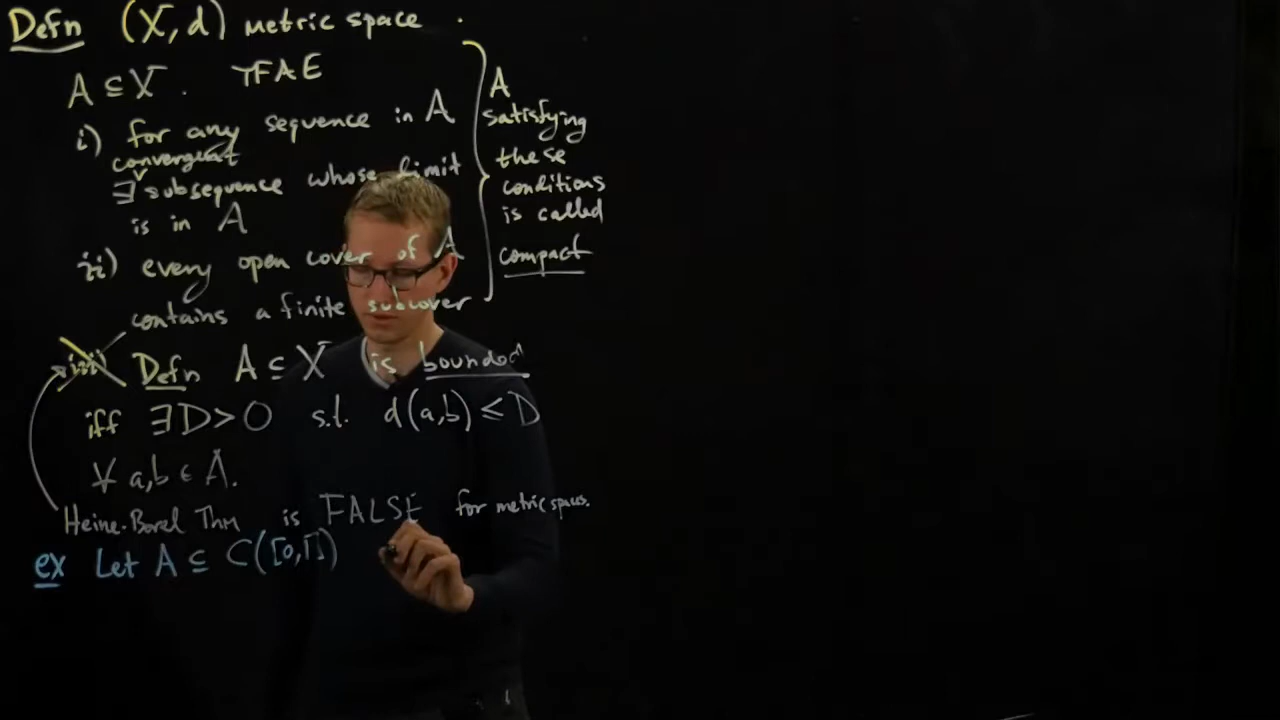 Defn (X,d) metric space .
A ⊆ X . TFAE
i) for any sequence in A
convergent
∃ ˅ subsequence whose limit
is in A
ii) every open cover of A
contains a finite subcover
A
satisfying
these
conditions
is called
compact
iii) Defn A ⊆ X is bounded
iff ∃ D > 0 s.t. d(a,b) ≤ D
∀ a,b ∈ A.
Heine-Borel Thm is FALSE for metric spaces.
ex Let A ⊆ C([0,1])